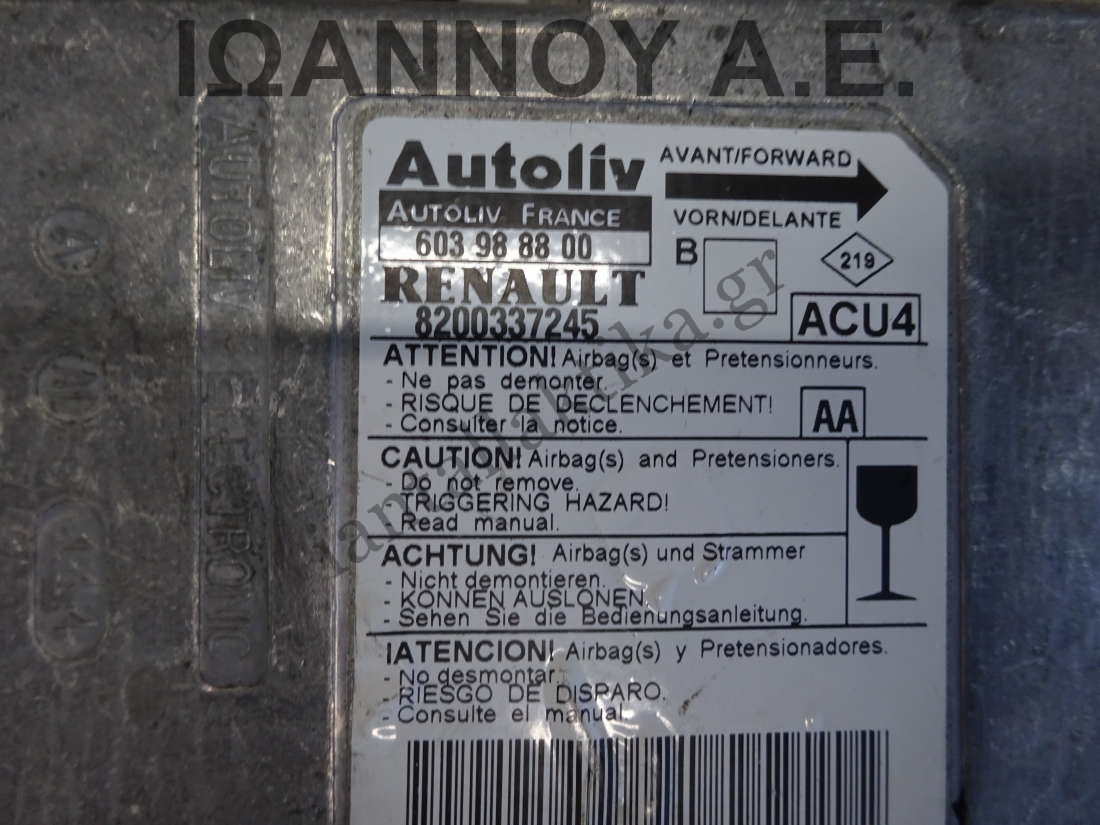 ΙΩΑΝΝΟΥ Α.Ε.
AUTOLIV ELECTRONIC
Autoliv
AUTOLIV FRANCE
603 98 88 00
RENAULT
8200337245
AVANT/FORWARD
VORN/DELANTE
B
219
ACU4
ATTENTION! Airbag(s) et Pretensionneurs.
- Ne pas demonter.
- RISQUE DE DECLENCHEMENT!
- Consulter la notice.
AA
CAUTION! Airbag(s) and Pretensioners.
- Do not remove.
- TRIGGERING HAZARD!
- Read manual.
ACHTUNG! Airbag(s) und Strammer
- Nicht demontieren.
- KONNEN AUSLONEN.
- Sehen Sie die Bedienungsanleitung.
¡ATENCION! Airbag(s) y Pretensionadores.
- No desmontar.
- RIESGO DE DISPARO.
- Consulte el manual.